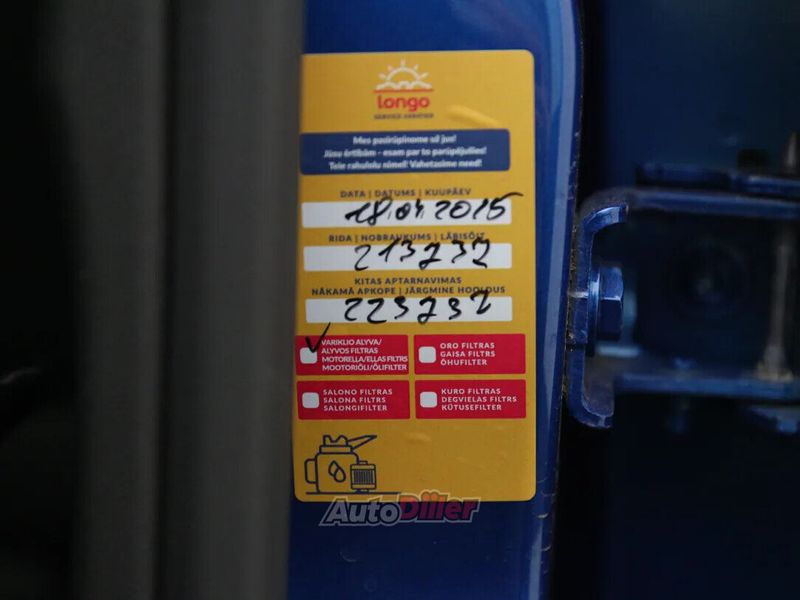 longo
SERVICE CENTER
Mes pasirūpinome už jus!
Jūsu ērtībām - esam par to parūpējušies!
Teie rahulolu nimel! Vahetasime need!
DATA | DATUMS | KUUPÄEV
18.04.2015
RIDA | NOBRAUKUMS | LÄBISÕIT
213232
KITAS APTARNAVIMAS
NĀKAMĀ APKOPE | JÄRGMINE HOOLDUS
223232
VARIKLIO ALYVA/
ALYVOS FILTRAS
MOTOREĻĻA/EĻĻAS FILTRS
MOOTORIÕLI/ÕLIFILTER
ORO FILTRAS
GAISA FILTRS
ÕHUFILTER
SALONO FILTRAS
SALONA FILTRS
SALONGIFILTER
KURO FILTRAS
DEGVIELAS FILTRS
KÜTUSEFILTER
AutoDiller